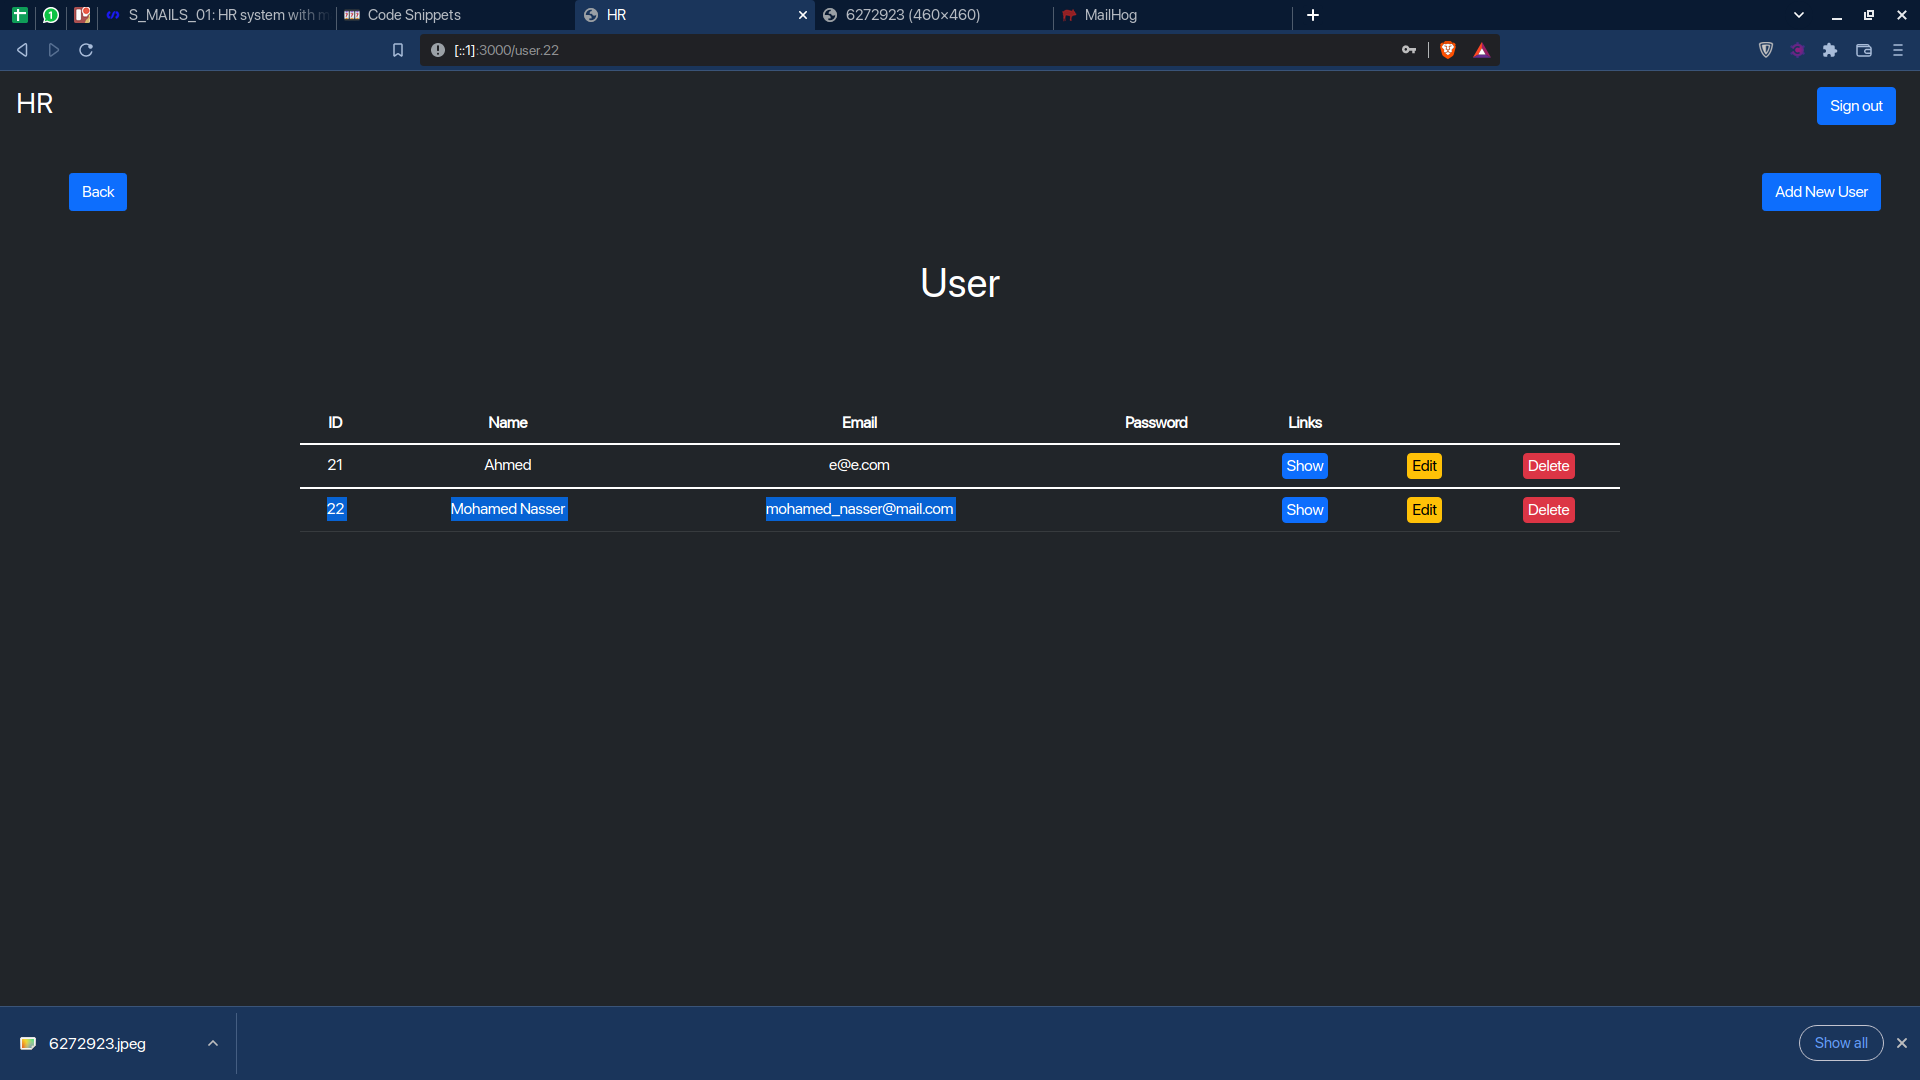 1
S_MAILS_01: HR system with m
Code Snippets
HR
6272923 (460×460)
MailHog
[::1]:3000/user.22
HR
Sign out
Back
Add New User
User
ID Name Email Password Links
21 Ahmed e@e.com Show Edit Delete
22 Mohamed Nasser mohamed_nasser@mail.com Show Edit Delete
6272923.jpeg
Show all